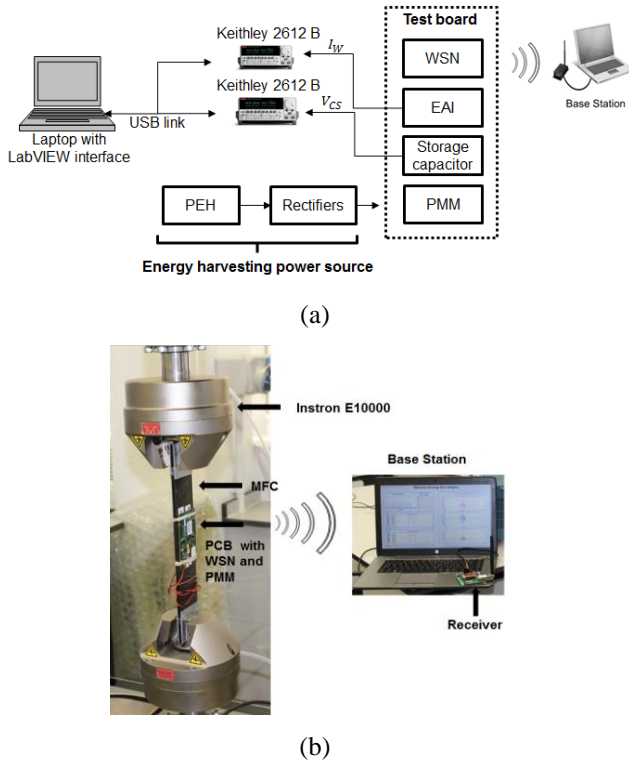 Test board
Keithley 2612 B
I_W
WSN
Keithley 2612 B
V_CS
EAI
Base Station
USB link
Laptop with
LabVIEW interface
Storage
capacitor
PEH
Rectifiers
PMM
Energy harvesting power source
(a)
Instron E10000
Base Station
MFC
PCB with
WSN and
PMM
Receiver
(b)